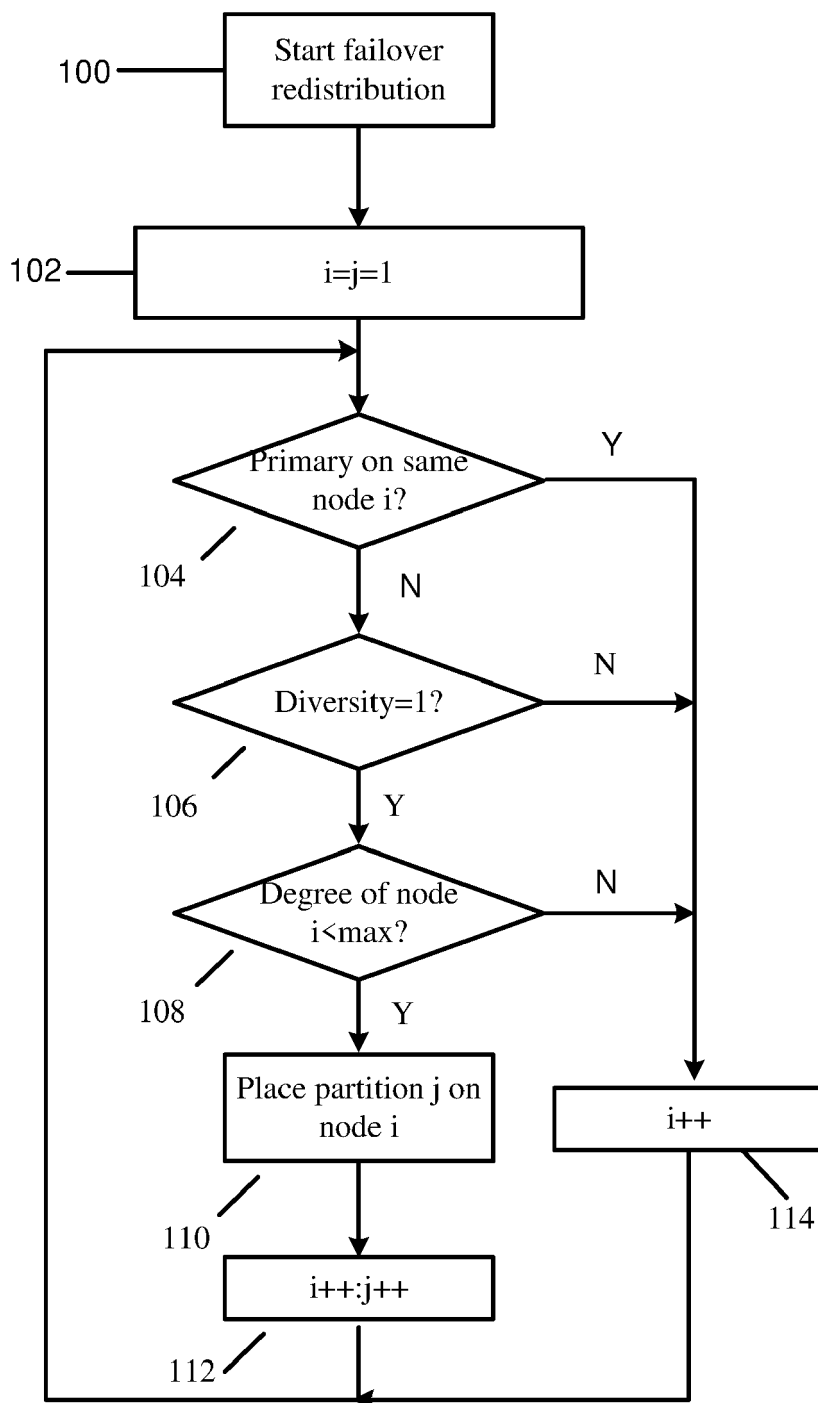 Start failover
redistribution
100
102
i=j=1
Primary on same
node i?
Y
104
N
Diversity=1?
N
106
Y
Degree of node
i<max?
N
108
Y
Place partition j on
node i
i++
110
114
i++:j++
112